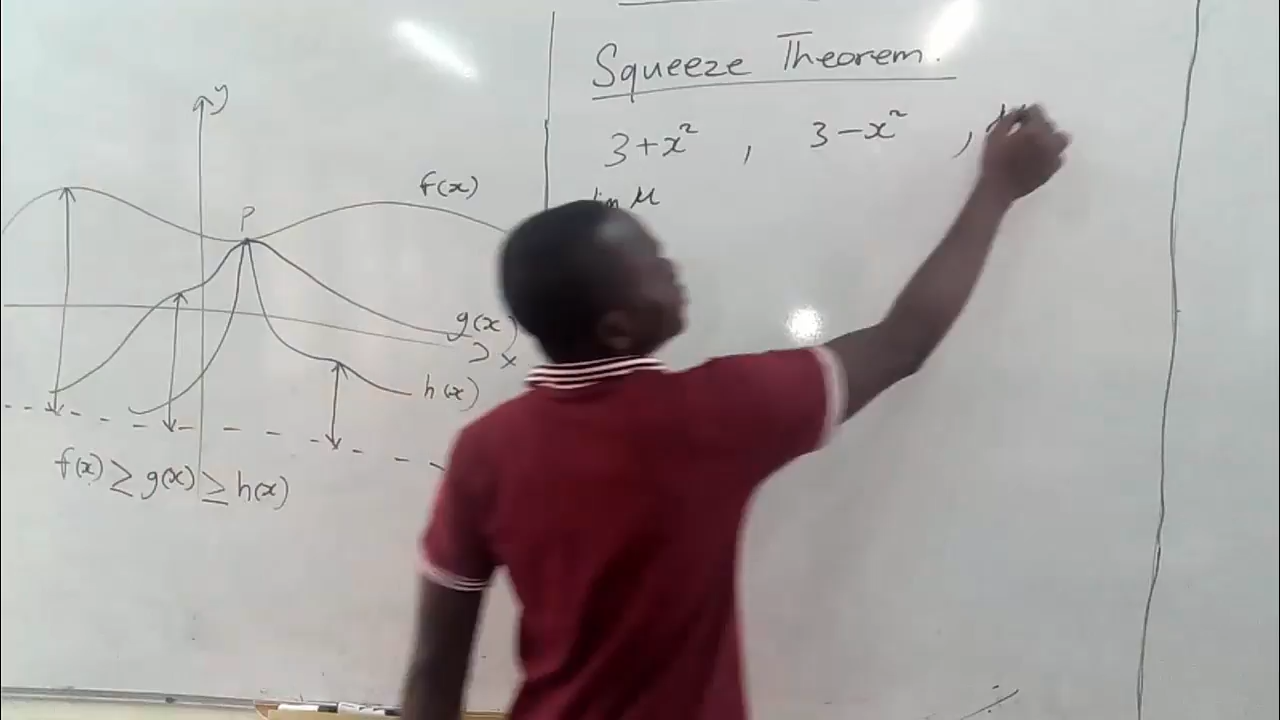 y
f(x)
P
g(x)
x
h(x)
f(x) ≥ g(x) ≥ h(x)
Squeeze Theorem.
3+x² , 3−x² ,